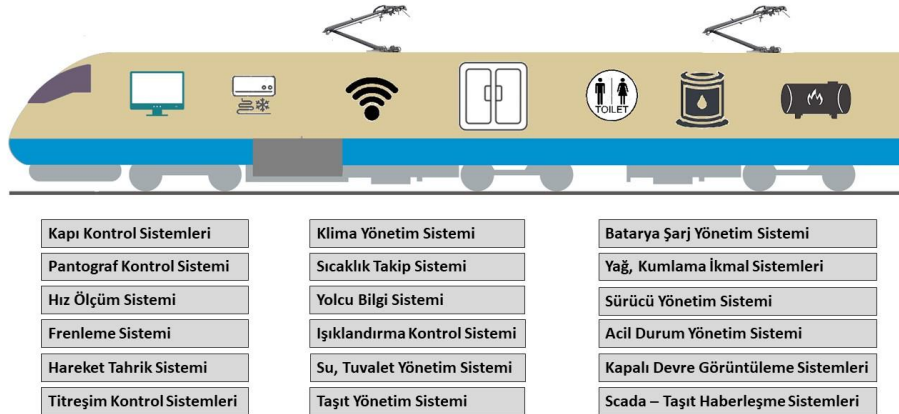 TOILET
Kapı Kontrol Sistemleri
Pantograf Kontrol Sistemi
Hız Ölçüm Sistemi
Frenleme Sistemi
Hareket Tahrik Sistemi
Titreşim Kontrol Sistemleri
Klima Yönetim Sistemi
Sıcaklık Takip Sistemi
Yolcu Bilgi Sistemi
Işıklandırma Kontrol Sistemi
Su, Tuvalet Yönetim Sistemi
Taşıt Yönetim Sistemi
Batarya Şarj Yönetim Sistemi
Yağ, Kumlama İkmal Sistemleri
Sürücü Yönetim Sistemi
Acil Durum Yönetim Sistemi
Kapalı Devre Görüntüleme Sistemleri
Scada – Taşıt Haberleşme Sistemleri